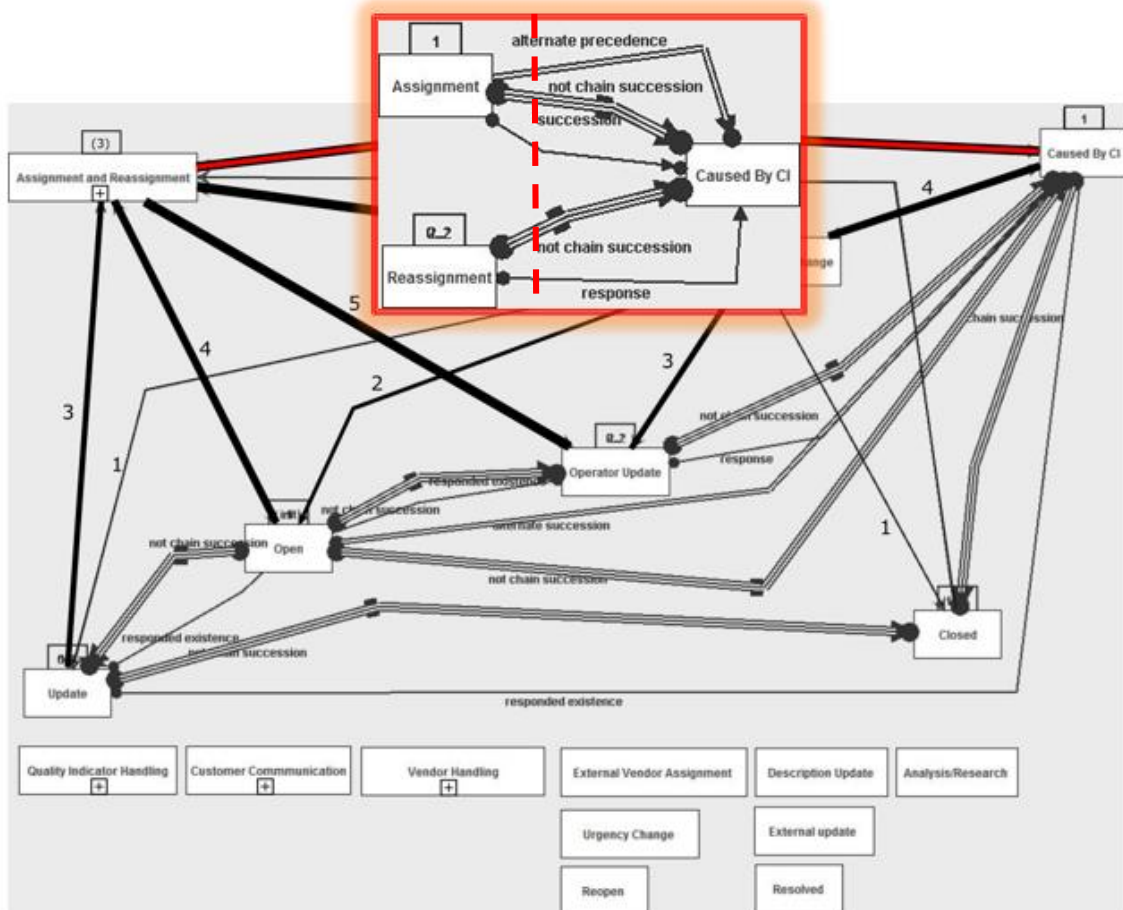 1
alternate precedence
Assignment
not chain succession
succession
Caused By CI
0..2
not chain succession
Reassignment
response
(3)
Assignment and Reassignment
+
1
Caused By CI
4
5
4
2
3
3
1
1
chain succession
not chain succession
0..2
response
Operator Update
responded existence
not chain succession
alternate succession
not chain succession
Open
not chain succession
responded existence
not chain succession
Closed
Update
responded existence
Quality Indicator Handling
+
Customer Commmunication
+
Vendor Handling
+
External Vendor Assignment
Description Update
Analysis/Research
Urgency Change
External update
Reopen
Resolved